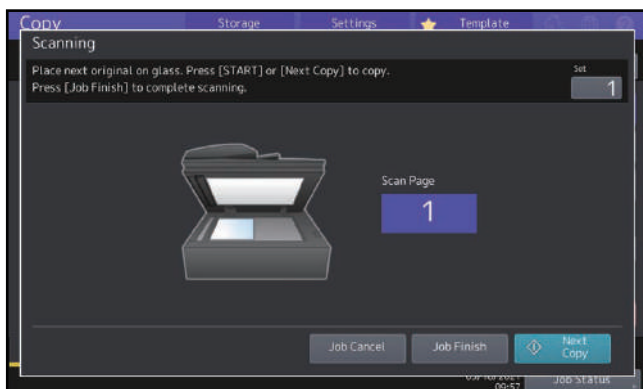 Copy
Storage
Settings
Template
Scanning
Place next original on glass. Press [START] or [Next Copy] to copy.
Press [Job Finish] to complete scanning.
Set
1
Scan Page
1
Job Cancel
Job Finish
Next
Copy
09:57
Job Status